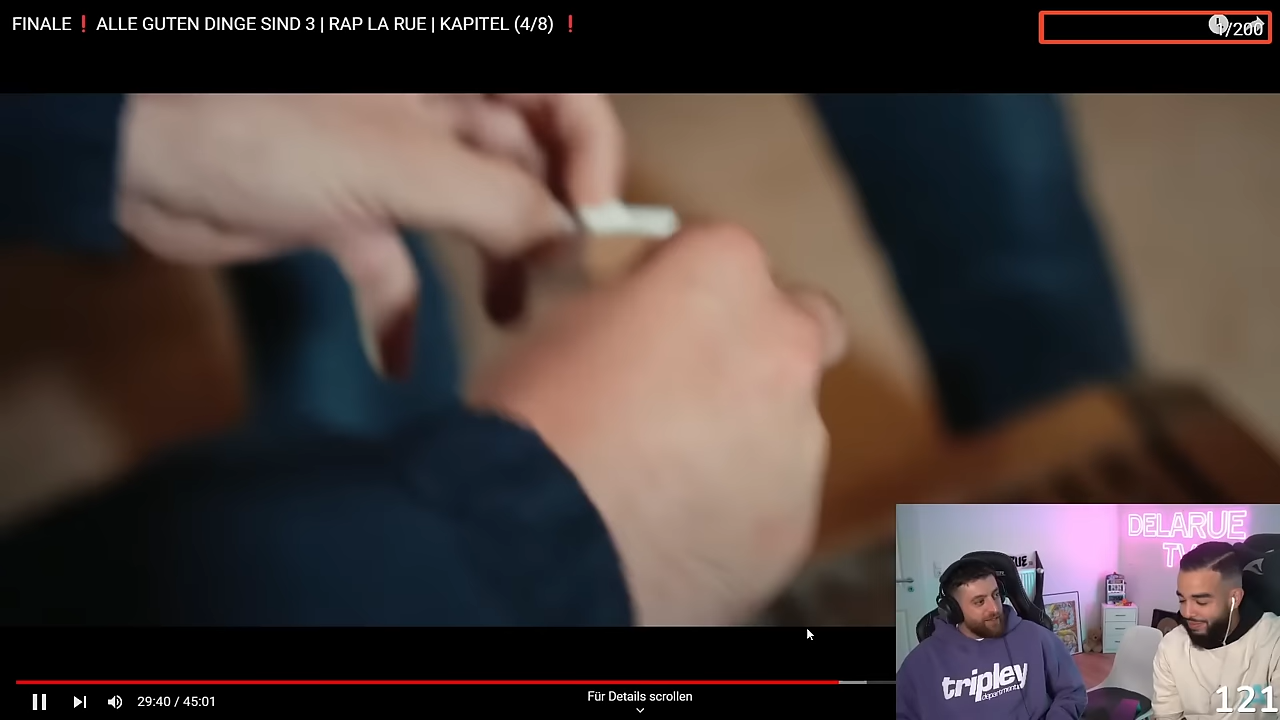 FINALE❗ ALLE GUTEN DINGE SIND 3 | RAP LA RUE | KAPITEL (4/8) ❗
1/200
DELARUE
TV
tripley
department
29:40 / 45:01
Für Details scrollen
121